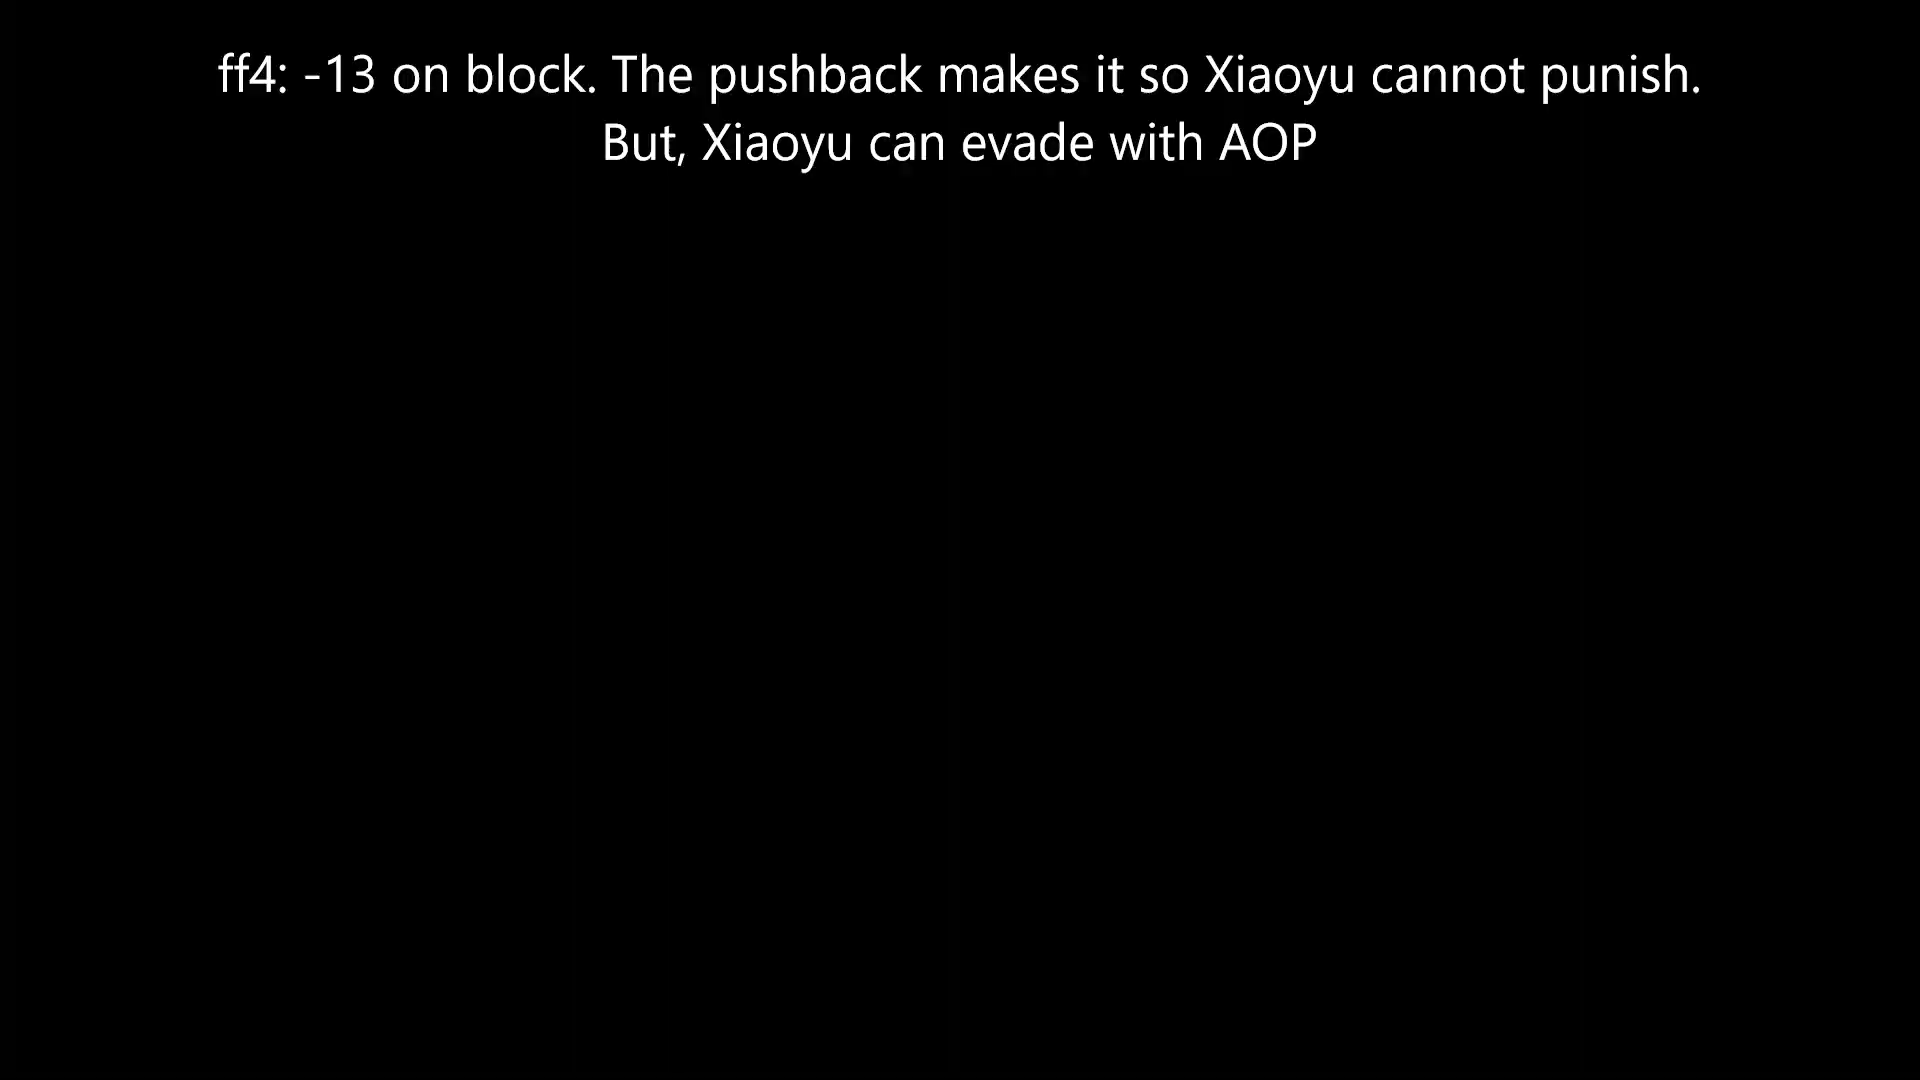 ff4: -13 on block. The pushback makes it so Xiaoyu cannot punish.
But, Xiaoyu can evade with AOP